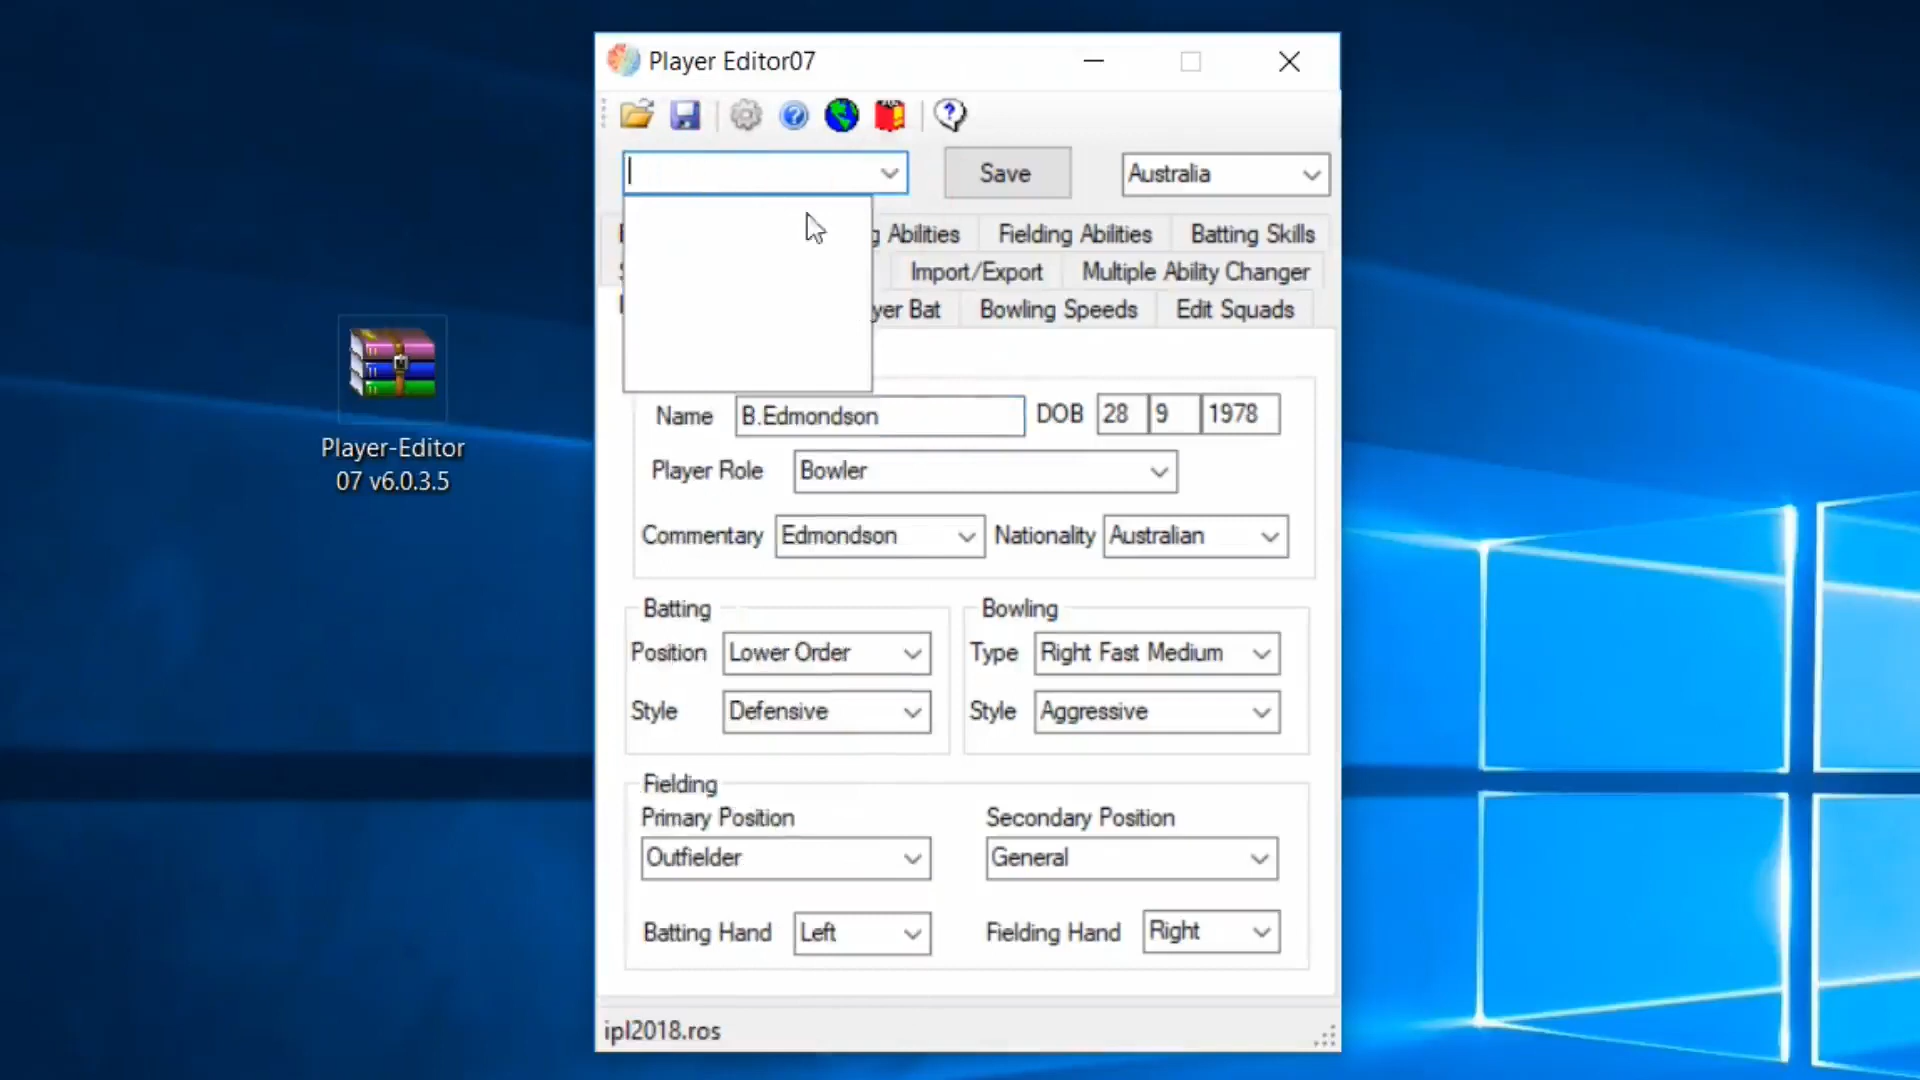 Player Editor07
Save
Australia
g Abilities
Fielding Abilities
Batting Skills
Import/Export
Multiple Ability Changer
yer Bat
Bowling Speeds
Edit Squads
Name
B.Edmondson
DOB
28
9
1978
Player Role
Bowler
Commentary
Edmondson
Nationality
Australian
Batting
Bowling
Position
Lower Order
Type
Right Fast Medium
Style
Defensive
Style
Aggressive
Fielding
Primary Position
Secondary Position
Outfielder
General
Batting Hand
Left
Fielding Hand
Right
ipl2018.ros
Player-Editor
07 v6.0.3.5